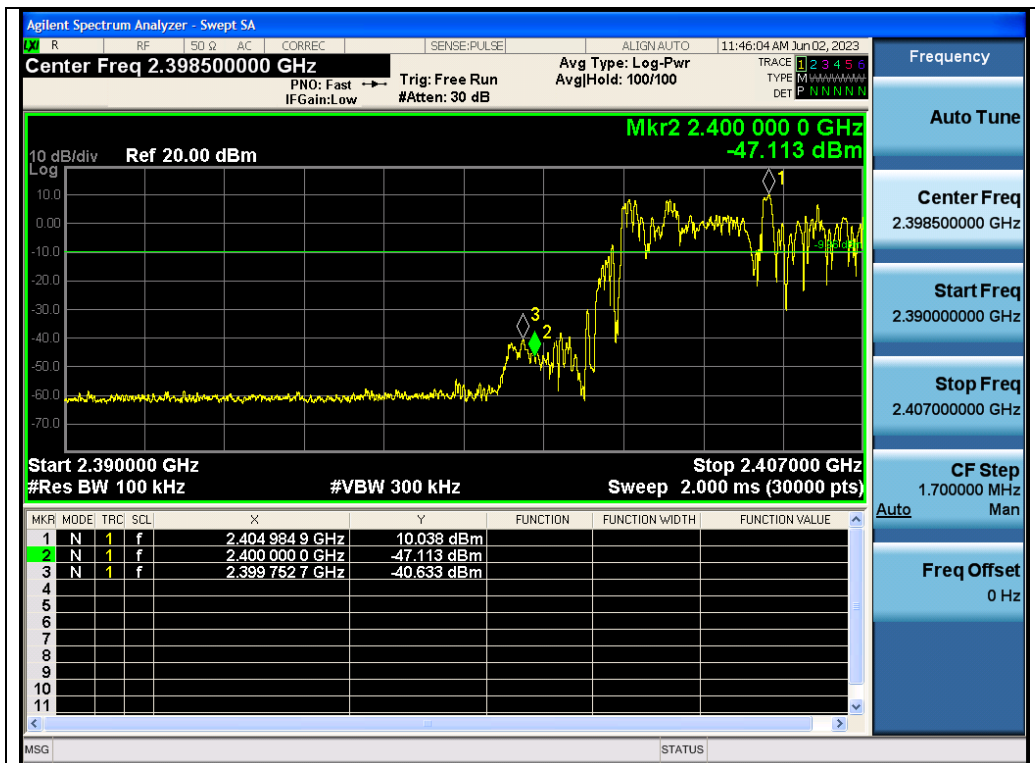 Agilent Spectrum Analyzer - Swept SA
LXI R RF 50 Ω AC CORREC SENSE:PULSE ALIGN AUTO 11:46:04 AM Jun 02, 2023
Center Freq 2.398500000 GHz
PNO: Fast
IFGain:Low
Trig: Free Run
#Atten: 30 dB
Avg Type: Log-Pwr
Avg|Hold: 100/100
TRACE 1 2 3 4 5 6
TYPE M
DET P N N N N N
Mkr2 2.400 000 0 GHz
-47.113 dBm
10 dB/div Ref 20.00 dBm
Log
10.0
0.00
-10.0
-20.0
-30.0
-40.0
-50.0
-60.0
-70.0
1
3
2
Start 2.390000 GHz Stop 2.407000 GHz
#Res BW 100 kHz #VBW 300 kHz Sweep 2.000 ms (30000 pts)
MKR MODE TRC SCL X Y FUNCTION FUNCTION WIDTH FUNCTION VALUE
1 N 1 f 2.404 984 9 GHz 10.038 dBm
2 N 1 f 2.400 000 0 GHz -47.113 dBm
3 N 1 f 2.399 752 7 GHz -40.633 dBm
4
5
6
7
8
9
10
11
MSG STATUS
Frequency
Auto Tune
Center Freq
2.398500000 GHz
Start Freq
2.390000000 GHz
Stop Freq
2.407000000 GHz
CF Step
1.700000 MHz
Auto Man
Freq Offset
0 Hz